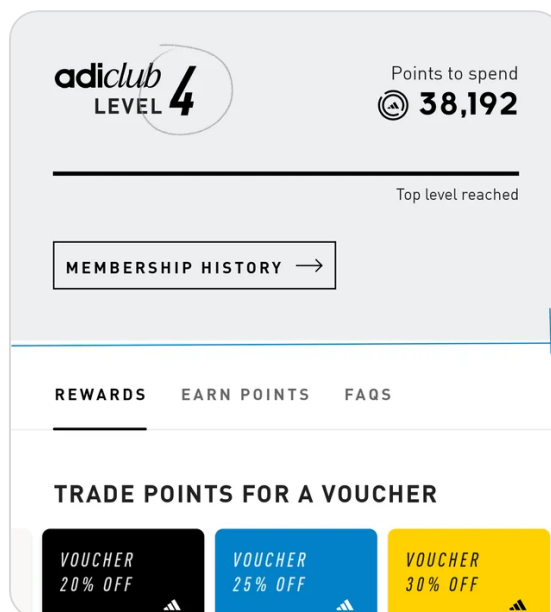 adiclub
LEVEL 4
Points to spend
38,192
Top level reached
MEMBERSHIP HISTORY
REWARDS EARN POINTS FAQS
TRADE POINTS FOR A VOUCHER
VOUCHER
20% OFF
VOUCHER
25% OFF
VOUCHER
30% OFF